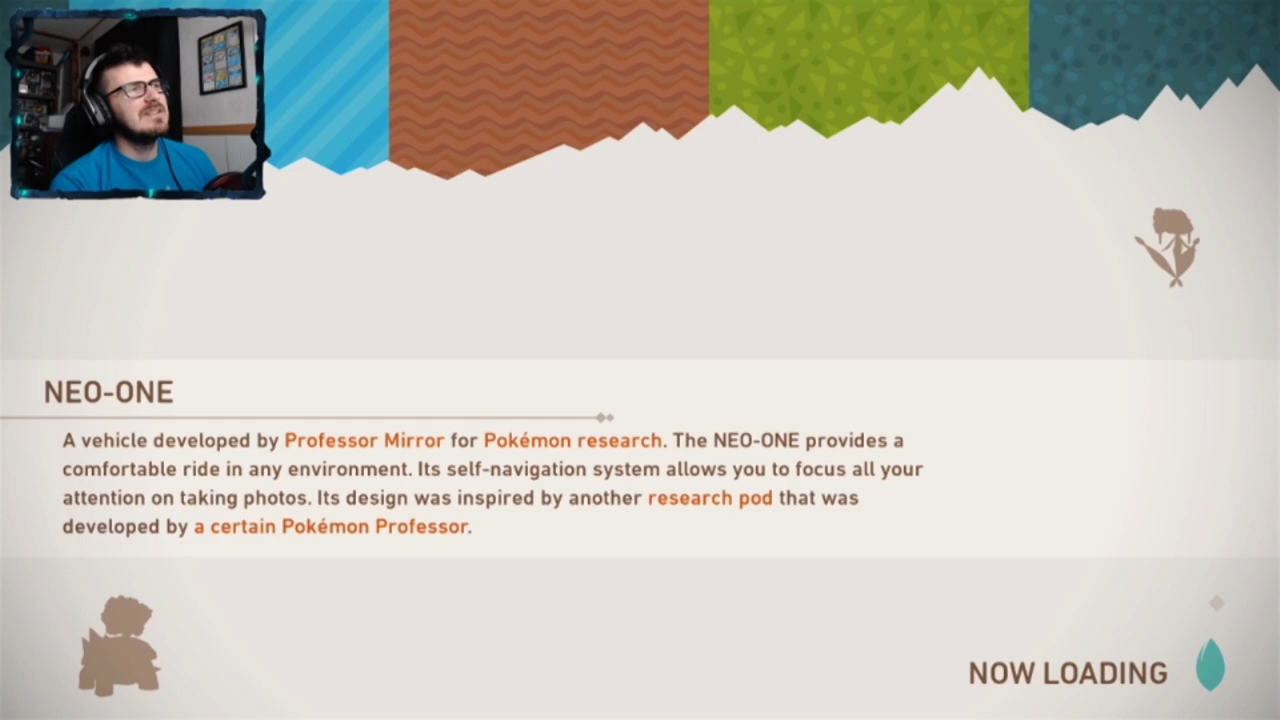 NEO-ONE
A vehicle developed by Professor Mirror for Pokémon research. The NEO-ONE provides a
comfortable ride in any environment. Its self-navigation system allows you to focus all your
attention on taking photos. Its design was inspired by another research pod that was
developed by a certain Pokémon Professor.
NOW LOADING